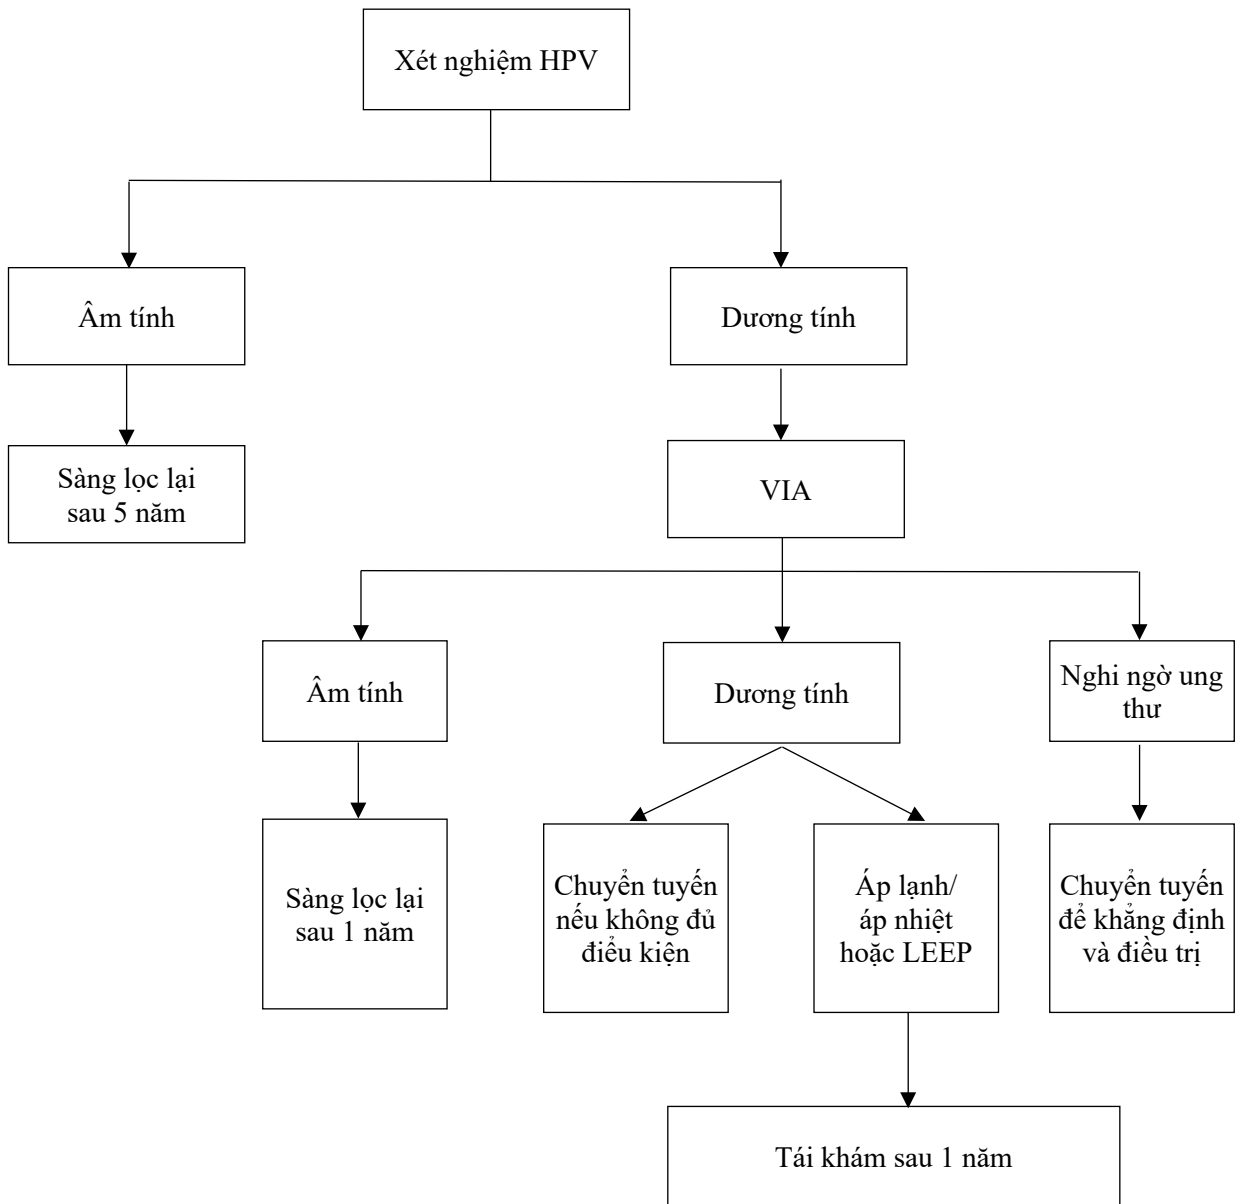 Xét nghiệm HPV
Âm tính
Dương tính
Sàng lọc lại
sau 5 năm
VIA
Âm tính
Dương tính
Nghi ngờ ung
thư
Sàng lọc lại
sau 1 năm
Chuyển tuyến
nếu không đủ
điều kiện
Áp lạnh/
áp nhiệt
hoặc LEEP
Chuyển tuyến
để khẳng định
và điều trị
Tái khám sau 1 năm